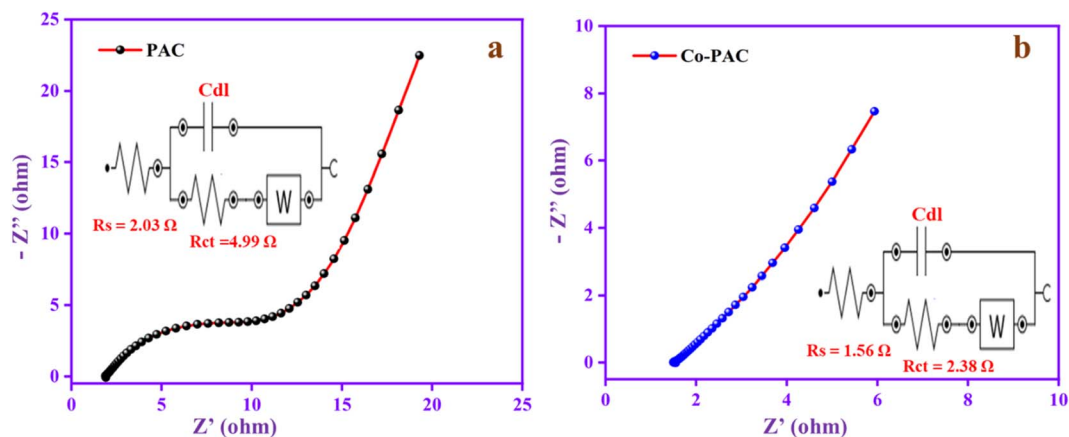 a
PAC
Cdl
Rs = 2.03 Ω
Rct =4.99 Ω
W
25
20
15
10
5
0
0
5
10
15
20
25
- Z” (ohm)
Z’ (ohm)
b
Co-PAC
Cdl
Rs = 1.56 Ω
Rct = 2.38 Ω
W
10
8
6
4
2
0
0
2
4
6
8
10
- Z” (ohm)
Z’ (ohm)